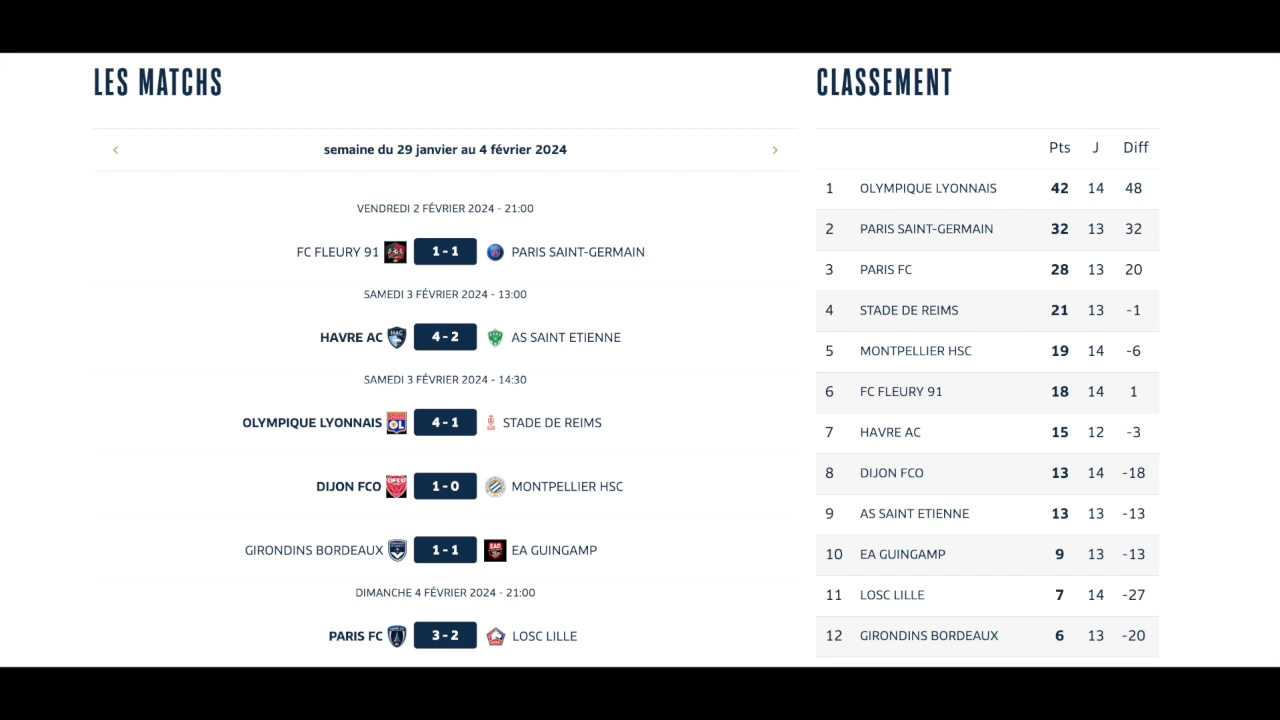 LES MATCHS
semaine du 29 janvier au 4 février 2024
VENDREDI 2 FÉVRIER 2024 - 21:00
FC FLEURY 91 1 - 1 PARIS SAINT-GERMAIN
SAMEDI 3 FÉVRIER 2024 - 13:00
HAVRE AC HAC 4 - 2 AS SAINT ETIENNE
SAMEDI 3 FÉVRIER 2024 - 14:30
OLYMPIQUE LYONNAIS OL 4 - 1 STADE DE REIMS
DIJON FCO DFCO 1 - 0 MONTPELLIER HSC
GIRONDINS BORDEAUX 1 - 1 EAG EA GUINGAMP
DIMANCHE 4 FÉVRIER 2024 - 21:00
PARIS FC 3 - 2 LOSC LILLE
CLASSEMENT
Pts J Diff
1 OLYMPIQUE LYONNAIS 42 14 48
2 PARIS SAINT-GERMAIN 32 13 32
3 PARIS FC 28 13 20
4 STADE DE REIMS 21 13 -1
5 MONTPELLIER HSC 19 14 -6
6 FC FLEURY 91 18 14 1
7 HAVRE AC 15 12 -3
8 DIJON FCO 13 14 -18
9 AS SAINT ETIENNE 13 13 -13
10 EA GUINGAMP 9 13 -13
11 LOSC LILLE 7 14 -27
12 GIRONDINS BORDEAUX 6 13 -20